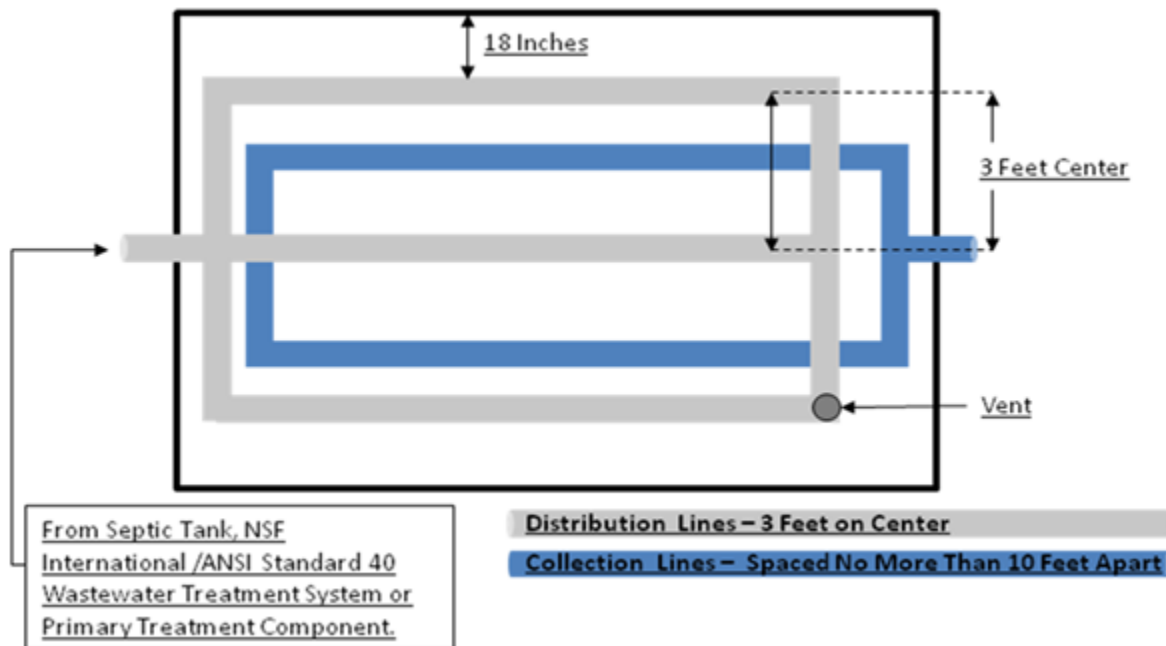 18 Inches
3 Feet Center
Vent
From Septic Tank, NSF
International /ANSI Standard 40
Wastewater Treatment System or
Primary Treatment Component.
Distribution Lines – 3 Feet on Center
Collection Lines – Spaced No More Than 10 Feet Apart